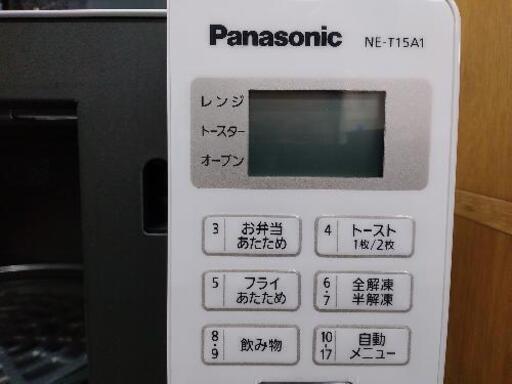 Panasonic NE-T15A1
レンジ
トースター
オーブン
3 お弁当 あたため
4 トースト 1枚/2枚
5 フライ あたため
6・7 全解凍 半解凍
8・9 飲み物
10・17 自動 メニュー